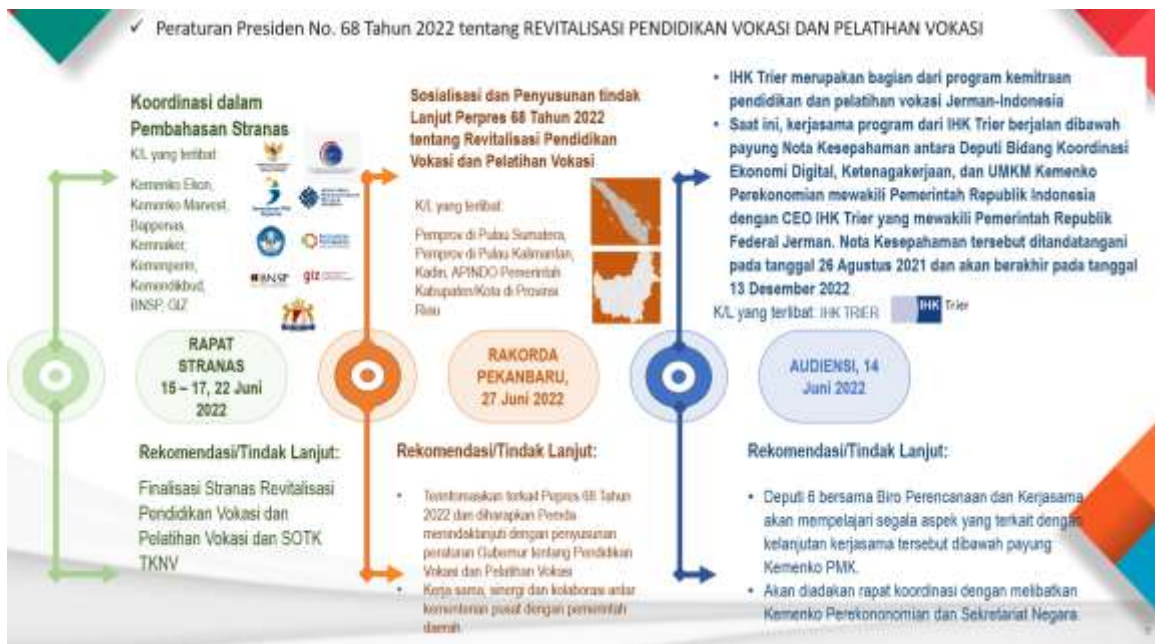 ✓ Peraturan Presiden No. 68 Tahun 2022 tentang REVITALISASI PENDIDIKAN VOKASI DAN PELATIHAN VOKASI
Koordinasi dalam
Pembahasan Stranas
K/L yang terlibat:
Kemenko Ekon,
Kemenko Marvest,
Bappenas,
Kemnaker,
Kemenperin,
Kemendikbud,
BNSP, GIZ
BNSP
giz
RAPAT
STRANAS
15 – 17, 22 Juni
2022
Rekomendasi/Tindak Lanjut:
Finalisasi Stranas Revitalisasi
Pendidikan Vokasi dan
Pelatihan Vokasi dan SOTK
TKNV
Sosialisasi dan Penyusunan tindak
Lanjut Perpres 68 Tahun 2022
tentang Revitalisasi Pendidikan
Vokasi dan Pelatihan Vokasi
K/L yang terlibat:
Pemprov di Pulau Sumatera,
Pemprov di Pulau Kalimantan,
Kadin, APINDO Pemerintah
Kabupaten/Kota di Provinsi
Riau
RAKORDA
PEKANBARU,
27 Juni 2022
Rekomendasi/Tindak Lanjut:
• Terinformasikan terkait Pepres 68 Tahun
2022 dan diharapkan Pemda
menindaklanjuti dengan penyusunan
peraturan Gubernur tentang Pendidikan
Vokasi dan Pelatihan Vokasi
• Kerja sama, sinergi dan kolaborasi antar
kementerian pusat dengan pemerintah
daerah
• IHK Trier merupakan bagian dari program kemitraan
pendidikan dan pelatihan vokasi Jerman-Indonesia
• Saat ini, kerjasama program dari IHK Trier berjalan dibawah
payung Nota Kesepahaman antara Deputi Bidang Koordinasi
Ekonomi Digital, Ketenagakerjaan, dan UMKM Kemenko
Perekonomian mewakili Pemerintah Republik Indonesia
dengan CEO IHK Trier yang mewakili Pemerintah Republik
Federal Jerman. Nota Kesepahaman tersebut ditandatangani
pada tanggal 26 Agustus 2021 dan akan berakhir pada tanggal
13 Desember 2022
K/L yang terlibat: IHK TRIER
IHK Trier
AUDIENSI, 14
Juni 2022
Rekomendasi/Tindak Lanjut:
• Deputi 6 bersama Biro Perencanaan dan Kerjasama
akan mempelajari segala aspek yang terkait dengan
kelanjutan kerjasama tersebut dibawah payung
Kemenko PMK.
• Akan diadakan rapat koordinasi dengan melibatkan
Kemenko Perekononomian dan Sekretariat Negara.